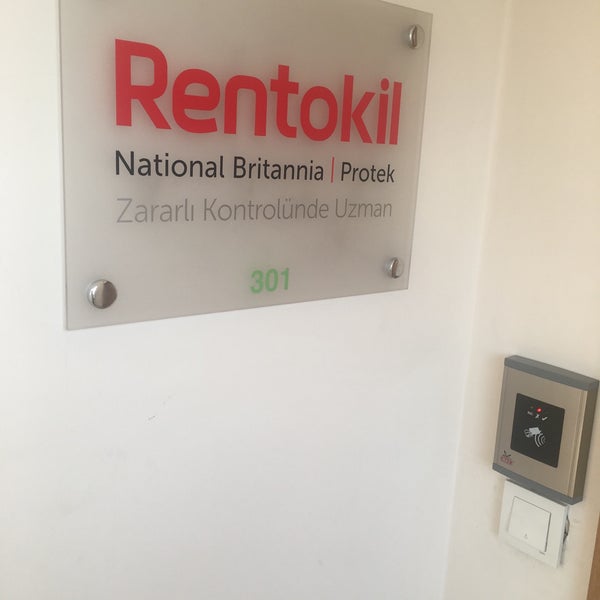 Rentokil
National Britannia | Protek
Zararlı Kontrolünde Uzman
301